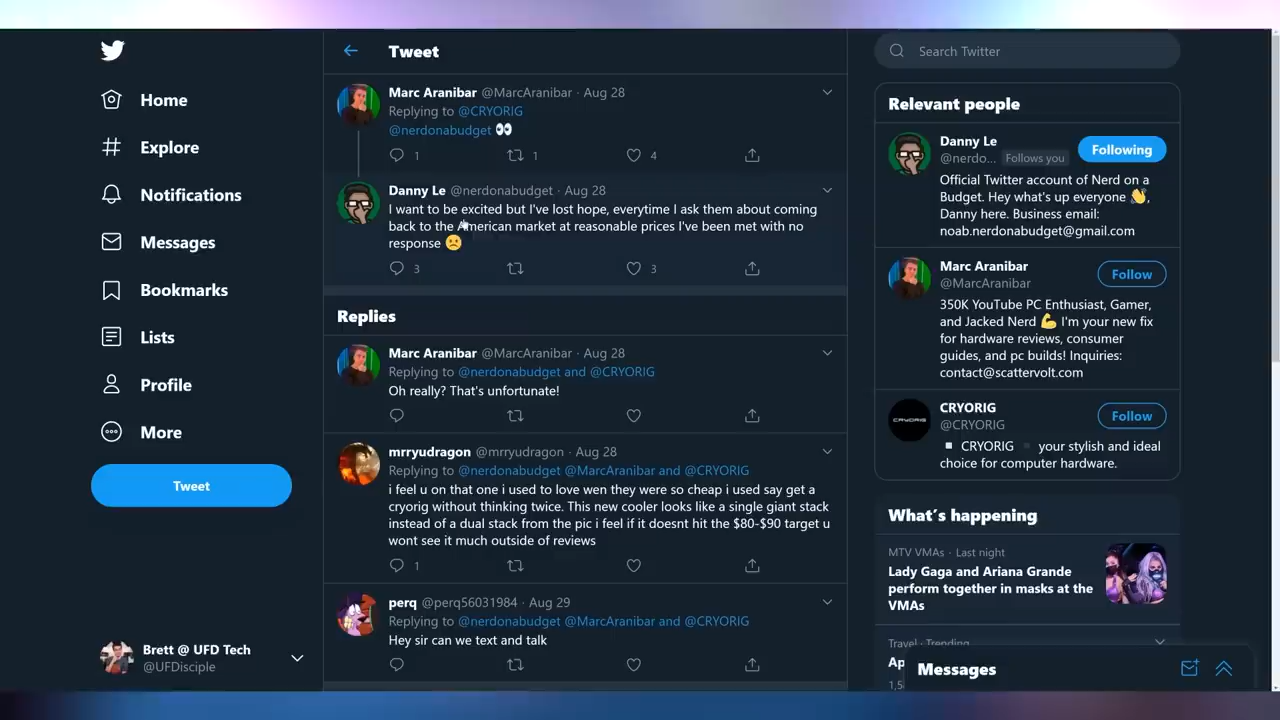 Home
Explore
Notifications
Messages
Bookmarks
Lists
Profile
More
Tweet
Brett @ UFD Tech
@UFDisciple
Tweet
Marc Aranibar @MarcAranibar · Aug 28
Replying to @CRYORIG
@nerdonabudget 👀
1 1 4
Danny Le @nerdonabudget · Aug 28
I want to be excited but I've lost hope, everytime I ask them about coming
back to the American market at reasonable prices I've been met with no
response 🙁
3 3
Replies
Marc Aranibar @MarcAranibar · Aug 28
Replying to @nerdonabudget and @CRYORIG
Oh really? That's unfortunate!
mrryudragon @mrryudragon · Aug 28
Replying to @nerdonabudget @MarcAranibar and @CRYORIG
i feel u on that one i used to love wen they were so cheap i used say get a
cryorig without thinking twice. This new cooler looks like a single giant stack
instead of a dual stack from the pic i feel if it doesnt hit the $80-$90 target u
wont see it much outside of reviews
1
perq @perq56031984 · Aug 29
Replying to @nerdonabudget @MarcAranibar and @CRYORIG
Hey sir can we text and talk
Search Twitter
Relevant people
Danny Le
@nerdo... Follows you
Following
Official Twitter account of Nerd on a
Budget. Hey what's up everyone 👋,
Danny here. Business email:
noab.nerdonabudget@gmail.com
Marc Aranibar
@MarcAranibar
Follow
350K YouTube PC Enthusiast, Gamer,
and Jacked Nerd 💪 I'm your new fix
for hardware reviews, consumer
guides, and pc builds! Inquiries:
contact@scattervolt.com
CRYORIG
CRYORIG
@CRYORIG
Follow
◽ CRYORIG ◾ your stylish and ideal
choice for computer hardware.
What's happening
MTV VMAs · Last night
Lady Gaga and Ariana Grande
perform together in masks at the
VMAs
Travel · Trending
Ap
1,5
Messages